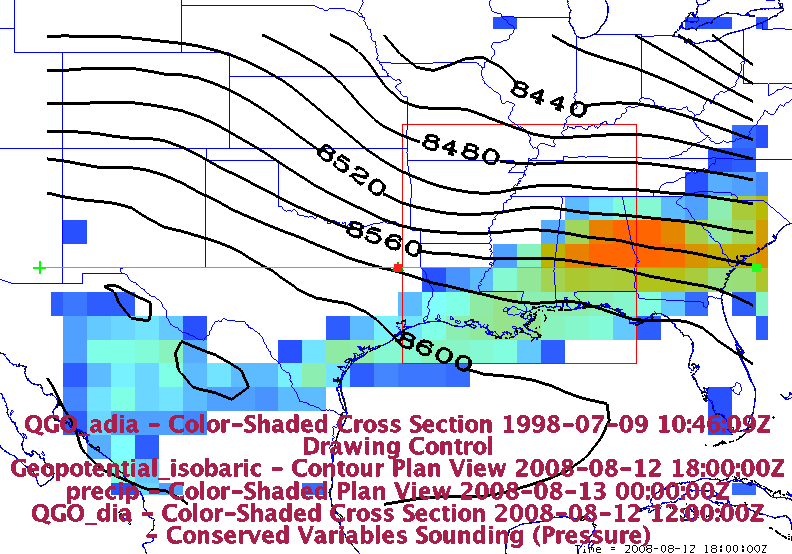 8440
8480
8520
8560
8600
QGO_adia - Color-Shaded Cross Section 1998-07-09 10:46:09Z
Drawing Control
Geopotential_isobaric - Contour Plan View 2008-08-12 18:00:00Z
precip - Color-Shaded Plan View 2008-08-13 00:00:00Z
QGO_dia - Color-Shaded Cross Section 2008-08-12 12:00:00Z
- Conserved Variables Sounding (Pressure)
Time = 2008-08-12 18:00:00Z